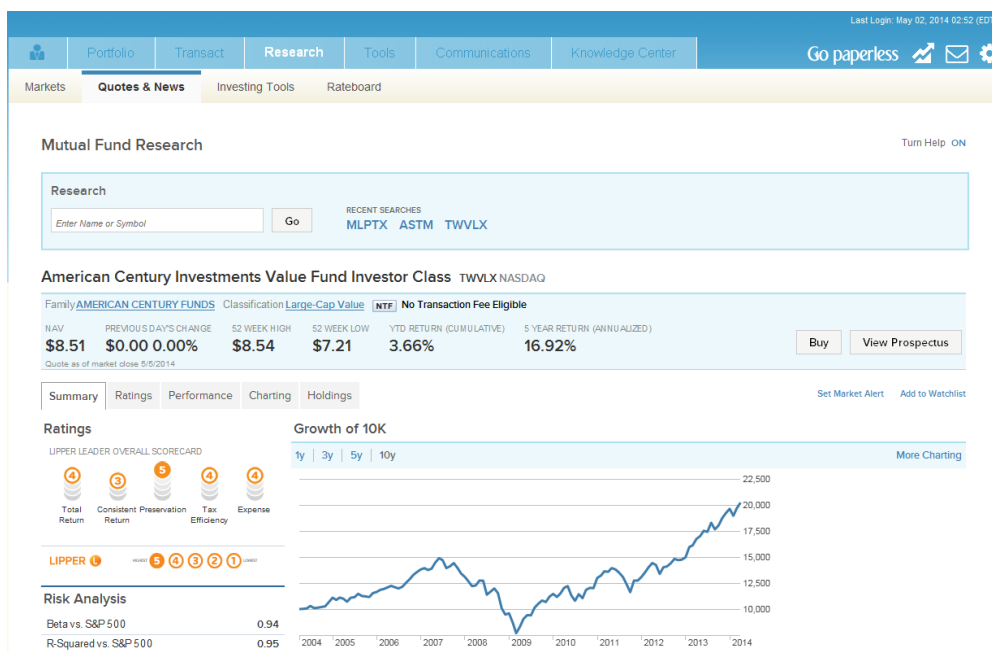 Last Login: May 02, 2014 02:52 (EDT
Portfolio Transact Research Tools Communications Knowledge Center Go paperless
Markets Quotes & News Investing Tools Rateboard
Mutual Fund Research Turn Help ON
Research
Enter Name or Symbol Go
RECENT SEARCHES
MLPTX ASTM TWVLX
American Century Investments Value Fund Investor Class TWVLX NASDAQ
Family AMERICAN CENTURY FUNDS Classification Large-Cap Value NTF No Transaction Fee Eligible
NAV PREVIOUS DAY'S CHANGE 52 WEEK HIGH 52 WEEK LOW YTD RETURN (CUMULATIVE) 5 YEAR RETURN (ANNUALIZED)
$8.51 $0.00 0.00% $8.54 $7.21 3.66% 16.92% Buy View Prospectus
Quote as of market close 5/5/2014
Summary Ratings Performance Charting Holdings Set Market Alert Add to Watchlist
Ratings
LIPPER LEADER OVERALL SCORECARD
4 3 5 4 4
Total Return Consistent Return Preservation Tax Efficiency Expense
LIPPER L HIGHEST 5 4 3 2 1 LOWEST
Risk Analysis
Beta vs. S&P 500 0.94
R-Squared vs. S&P 500 0.95
Growth of 10K
1y 3y 5y 10y More Charting
22,500
20,000
15,000
12,500
10,000
2004 2005 2006 2007 2008 2009 2010 2011 2012 2013 2014